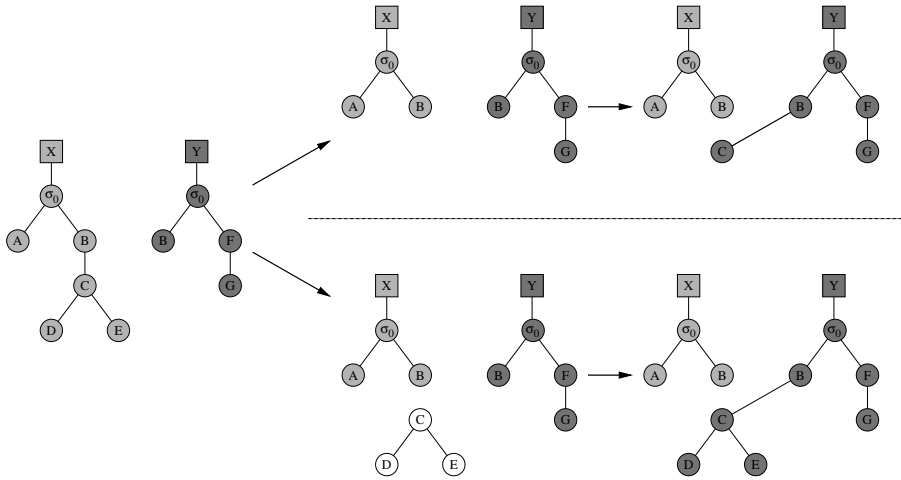 X Y X Y
σ0 σ0 σ0 σ0
A B B F A B B F
G C G
X Y
σ0 σ0
A B B F
C G
D E
X Y X Y
σ0 σ0 σ0 σ0
A B B F A B B F
C G C G
D E D E